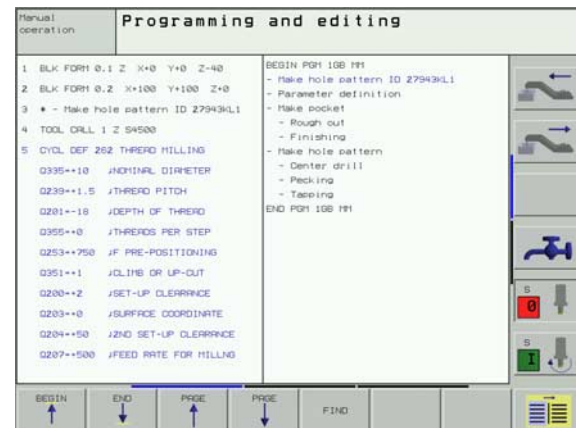 Manual
operation
Programming and editing
1 BLK FORM 0.1 Z X+0 Y+0 Z-40
2 BLK FORM 0.2 X+100 Y+100 Z+0
3 * - Make hole pattern ID 27943KL1
4 TOOL CALL 1 Z S4500
5 CYCL DEF 262 THREAD MILLING
Q335=+10 ;NOMINAL DIAMETER
Q239=+1.5 ;THREAD PITCH
Q201=-18 ;DEPTH OF THREAD
Q355=+0 ;THREADS PER STEP
Q253=+750 ;F PRE-POSITIONING
Q351=+1 ;CLIMB OR UP-CUT
Q200=+2 ;SET-UP CLEARANCE
Q203=+0 ;SURFACE COORDINATE
Q204=+50 ;2ND SET-UP CLEARANCE
Q207=+500 ;FEED RATE FOR MILLNG
BEGIN PGM 1GB MM
- Make hole pattern ID 27943KL1
- Parameter definition
- Make pocket
- Rough out
- Finishing
- Make hole pattern
- Center drill
- Pecking
- Tapping
END PGM 1GB MM
S
0
S
I
BEGIN
END
PAGE
PAGE
FIND